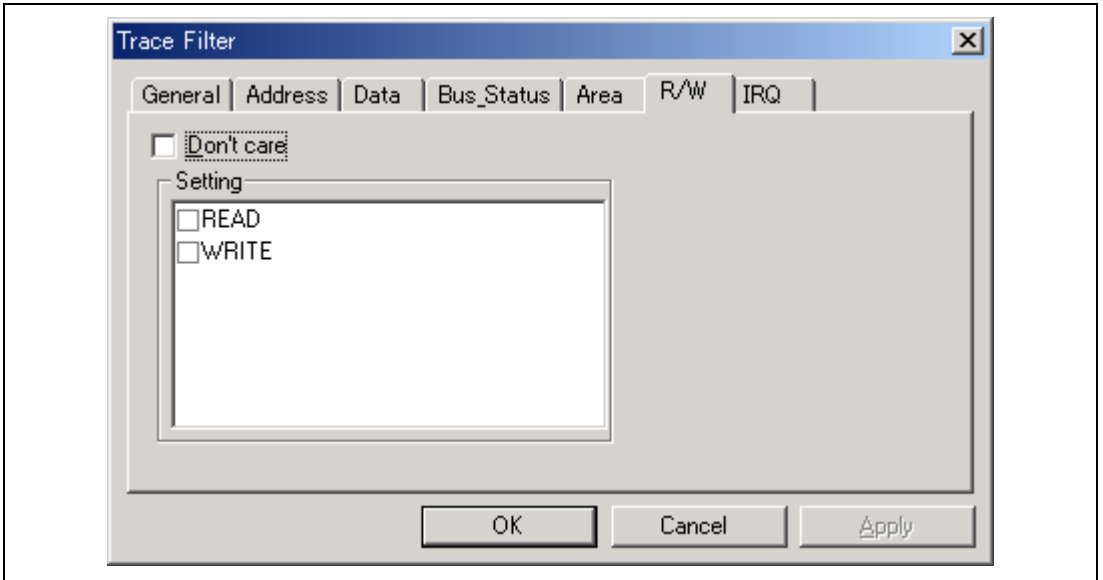 Trace Filter
General Address Data Bus_Status Area R/W IRQ
Don't care
Setting
READ
WRITE
OK Cancel Apply